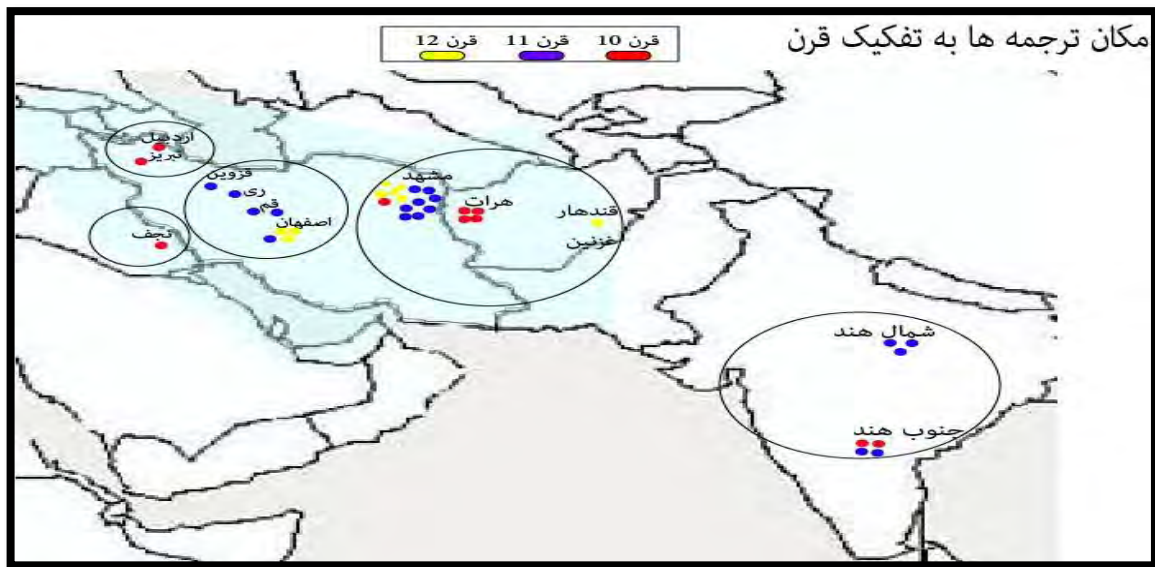 مکان ترجمه ها به تفکیک قرن
قرن 10 قرن 11 قرن 12
اردبیل
تبریز
قزوین
ری
قم
اصفهان
نجف
مشهد
هرات
قندهار
غزنین
شمال هند
جنوب هند